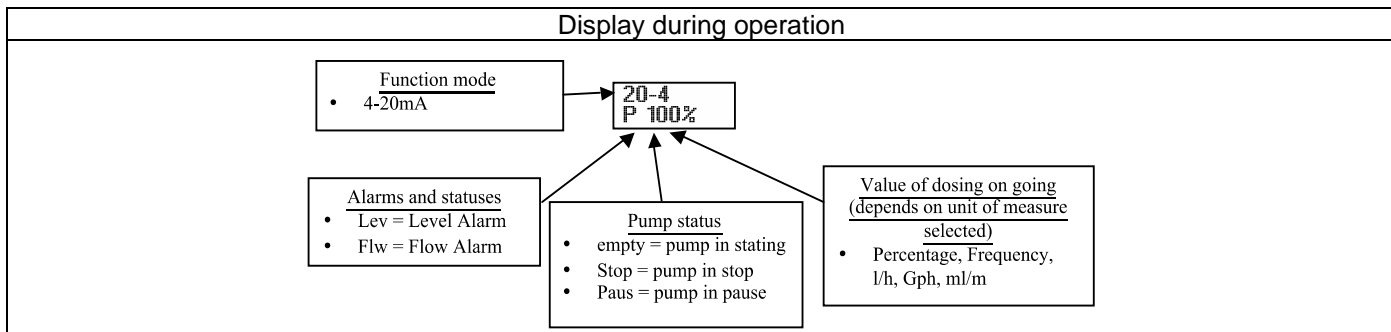 Display during operation
Function mode
• 4-20mA
20-4
P 100%
Alarms and statuses
• Lev = Level Alarm
• Flw = Flow Alarm
Pump status
• empty = pump in stating
• Stop = pump in stop
• Paus = pump in pause
Value of dosing on going
(depends on unit of measure
selected)
• Percentage, Frequency,
l/h, Gph, ml/m